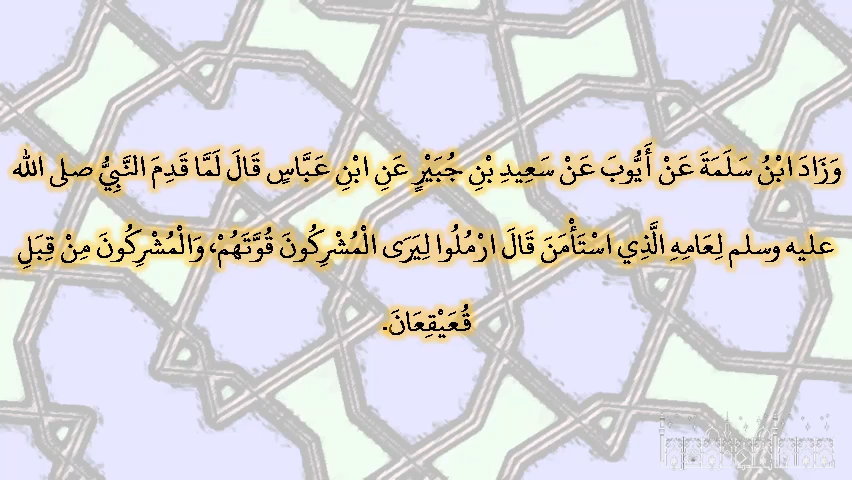 وَزَادَ ابْنُ سَلَمَةَ عَنْ أَيُّوبَ عَنْ سَعِيدِ بْنِ جُبَيْرٍ عَنِ ابْنِ عَبَّاسٍ قَالَ لَمَّا قَدِمَ النَّبِيُّ صلى الله
عليه وسلم لِعَامِهِ الَّذِي اسْتَأْمَنَ قَالَ ارْمُلُوا لِيَرَى الْمُشْرِكُونَ قُوَّتَهُمْ، وَالْمُشْرِكُونَ مِنْ قِبَلِ
قُعَيْقِعَانَ.